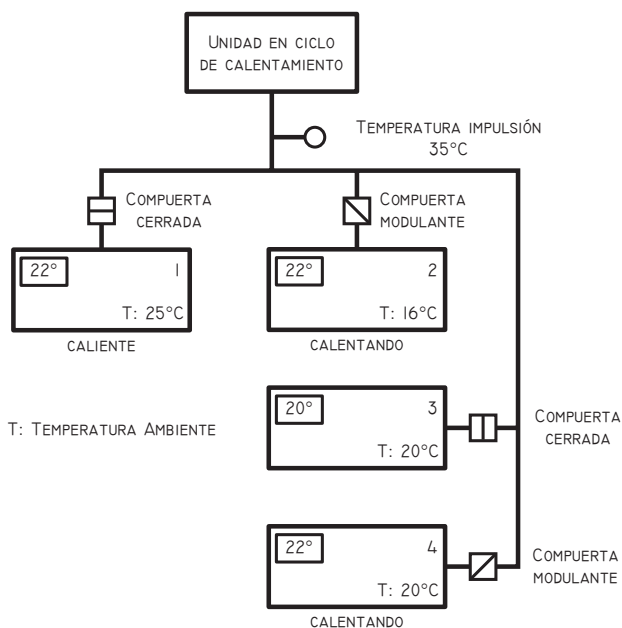 UNIDAD EN CICLO
DE CALENTAMIENTO
TEMPERATURA IMPULSIÓN
35°C
COMPUERTA
CERRADA
COMPUERTA
MODULANTE
22° 1
T: 25°C
CALIENTE
22° 2
T: 16°C
CALENTANDO
T: TEMPERATURA AMBIENTE
20° 3
T: 20°C
COMPUERTA
CERRADA
22° 4
T: 20°C
CALENTANDO
COMPUERTA
MODULANTE